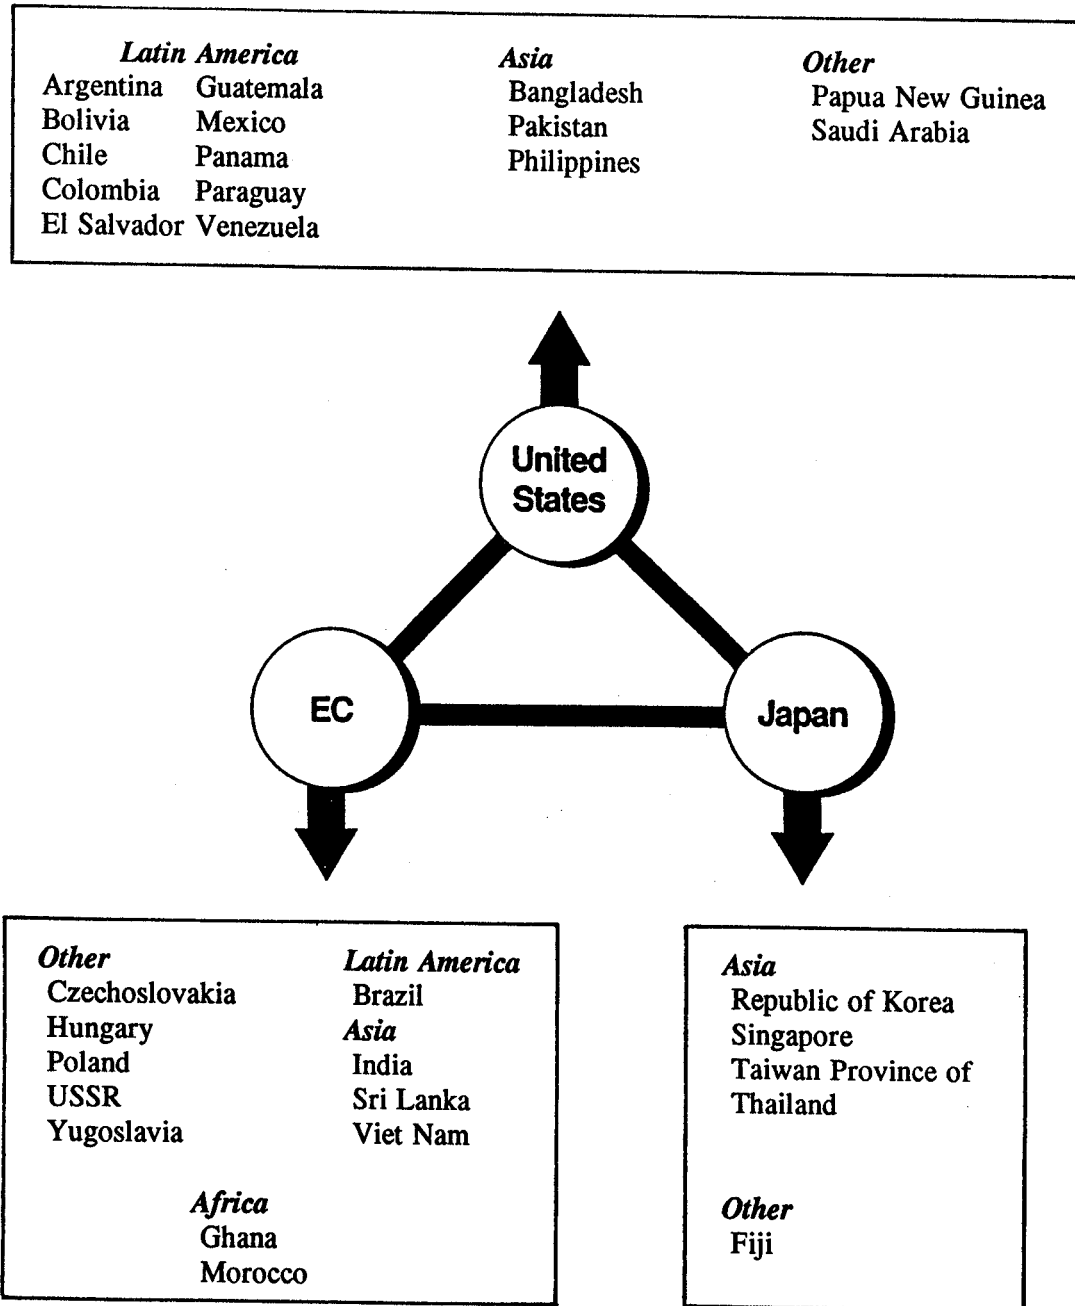 Latin America
Argentina Guatemala
Bolivia Mexico
Chile Panama
Colombia Paraguay
El Salvador Venezuela
Asia
Bangladesh
Pakistan
Philippines
Other
Papua New Guinea
Saudi Arabia
United
States
EC
Japan
Other
Czechoslovakia
Hungary
Poland
USSR
Yugoslavia
Latin America
Brazil
Asia
India
Sri Lanka
Viet Nam
Africa
Ghana
Morocco
Asia
Republic of Korea
Singapore
Taiwan Province of
Thailand
Other
Fiji